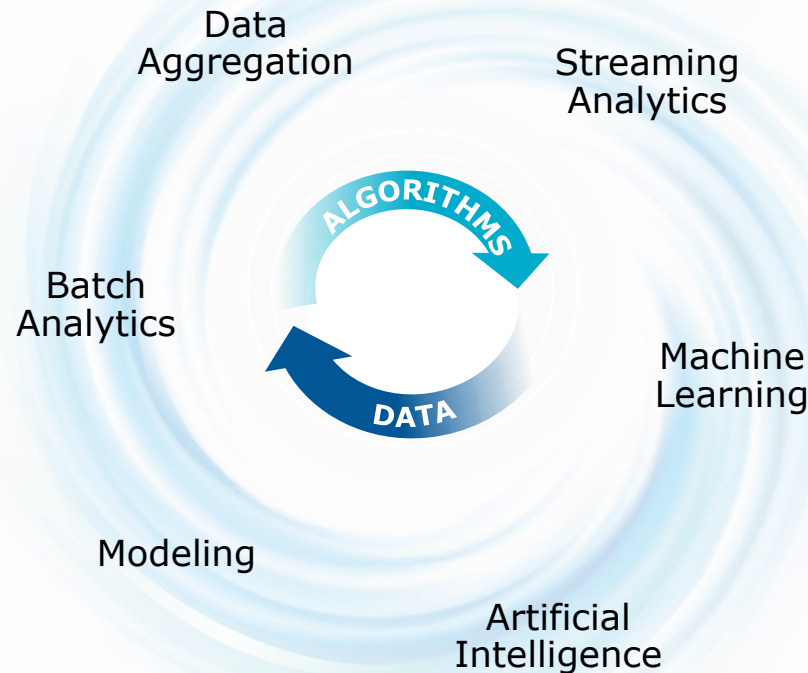 Data
Aggregation
Streaming
Analytics
ALGORITHMS
Batch
Analytics
Machine
Learning
DATA
Modeling
Artificial
Intelligence